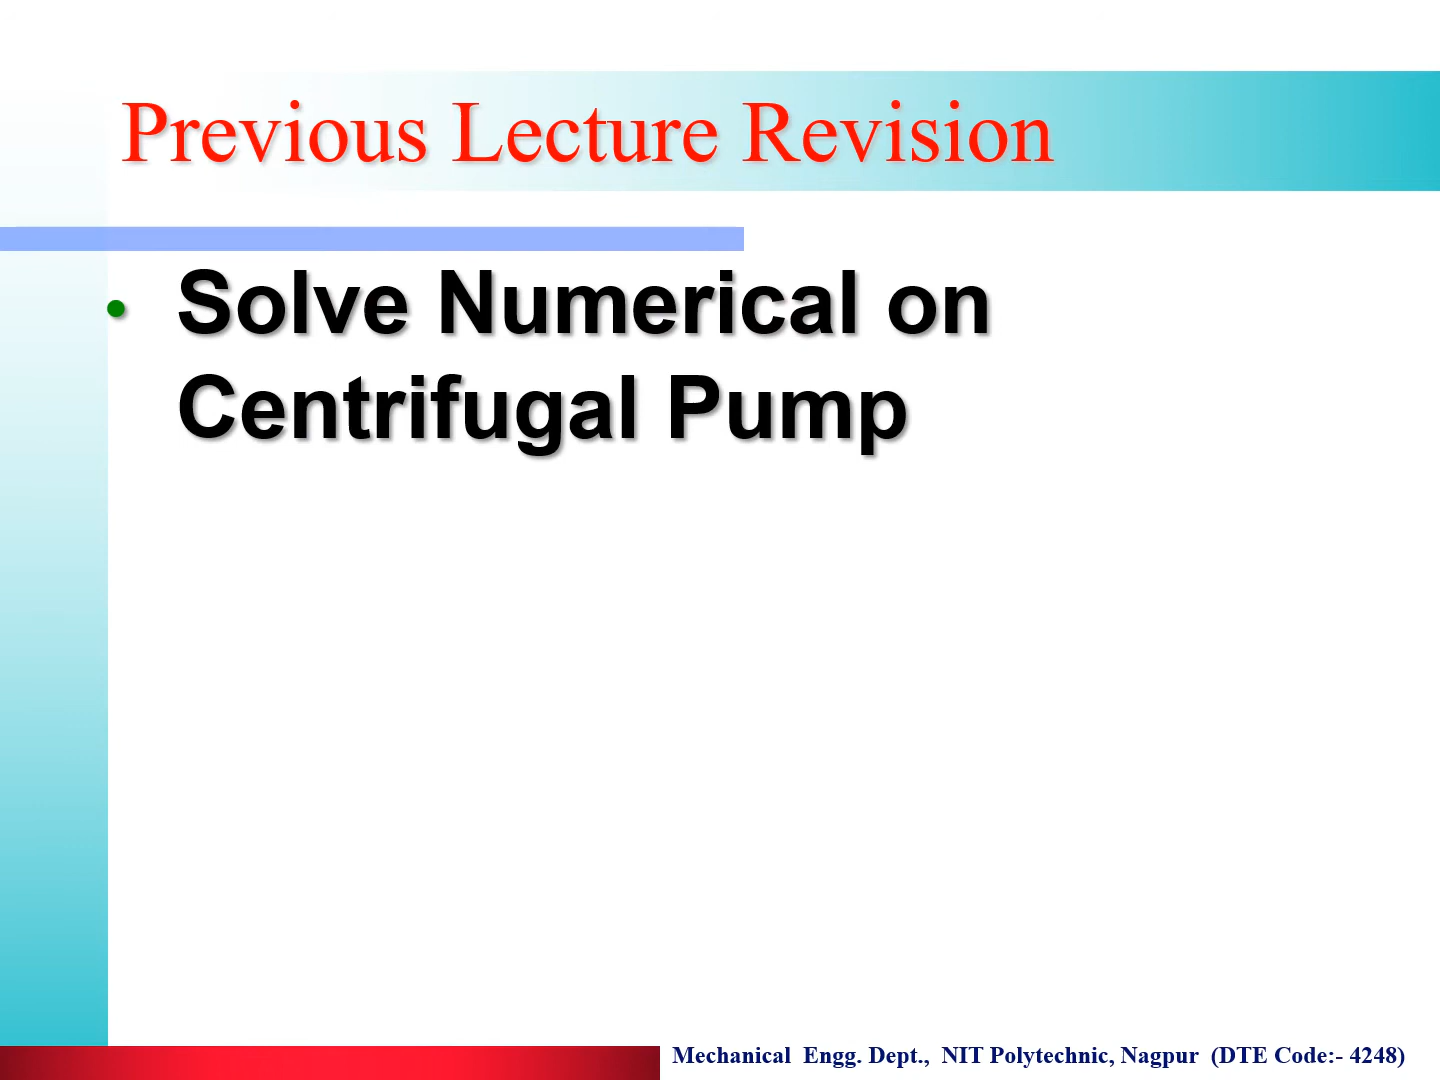 Previous Lecture Revision
• Solve Numerical on
Centrifugal Pump
Mechanical Engg. Dept., NIT Polytechnic, Nagpur (DTE Code:- 4248)